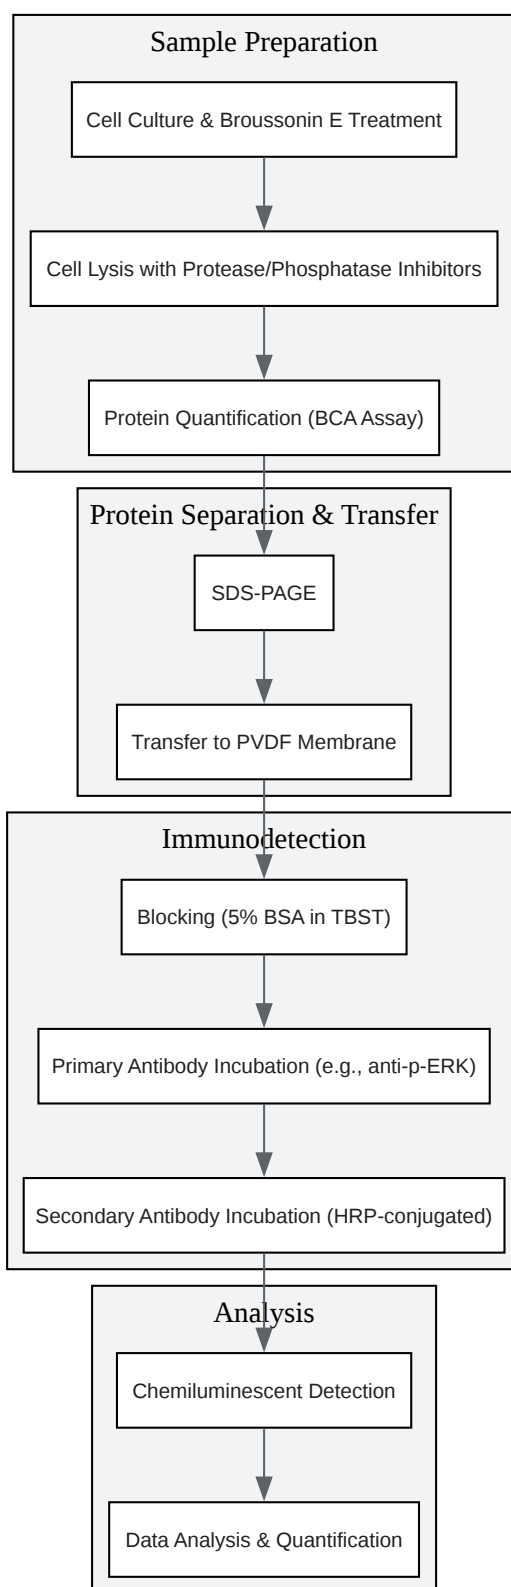 Sample Preparation
Cell Culture & Broussonin E Treatment
Cell Lysis with Protease/Phosphatase Inhibitors
Protein Quantification (BCA Assay)
Protein Separation & Transfer
SDS-PAGE
Transfer to PVDF Membrane
Immunodetection
Blocking (5% BSA in TBST)
Primary Antibody Incubation (e.g., anti-p-ERK)
Secondary Antibody Incubation (HRP-conjugated)
Analysis
Chemiluminescent Detection
Data Analysis & Quantification